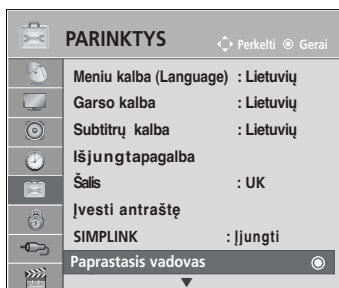 PARINKTYS Perkelti Gerai
Meniu kalba (Language) : Lietuvių
Garso kalba : Lietuvių
Subtitrų kalba : Lietuvių
Išjungtapagalba
Šalis : UK
Įvesti antraštę
SIMPLINK : Įjungti
Paprastasis vadovas